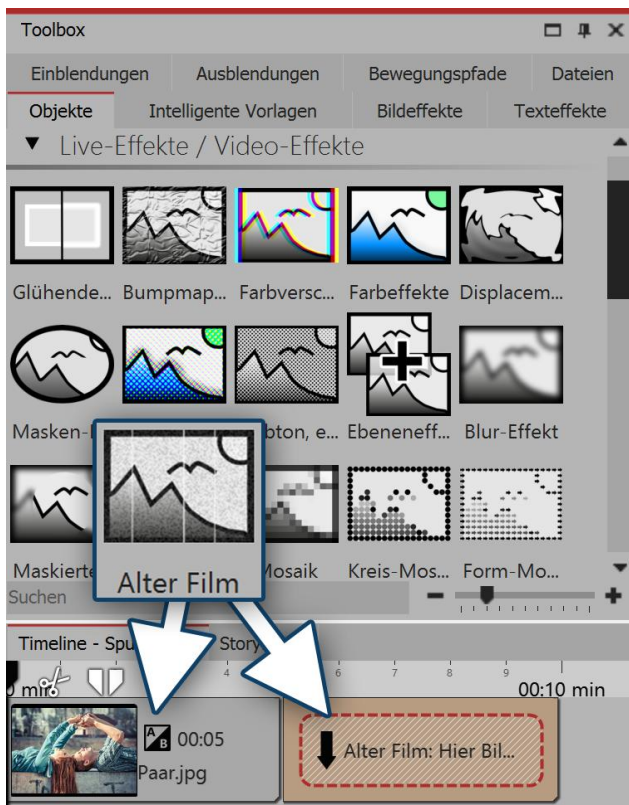 Toolbox
Einblendungen Ausblendungen Bewegungspfade Dateien
Objekte Intelligente Vorlagen Bildeffekte Texteffekte
Live-Effekte / Video-Effekte
Glühende... Bumpmap... Farbversc... Farbeffekte Displacem...
Masken- bton, e... Ebeneneff... Blur-Effekt
Maskierte Mosaik Kreis-Mos... Form-Mo...
Alter Film
Suchen
Timeline - Spu Story
4 6 7 8 9
0 min 00:10 min
A B 00:05
Paar.jpg
Alter Film: Hier Bil...